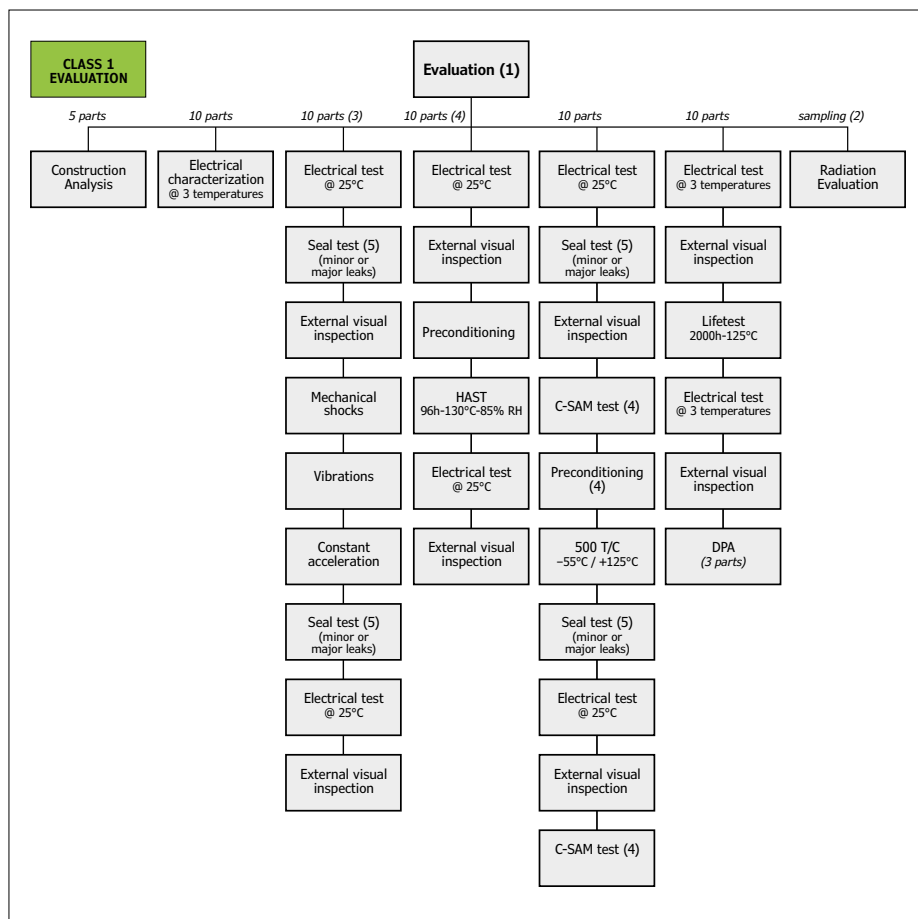 CLASS 1
EVALUATION
Evaluation (1)
5 parts
10 parts
10 parts (3)
10 parts (4)
10 parts
10 parts
sampling (2)
Construction
Analysis
Electrical
characterization
@ 3 temperatures
Electrical test
@ 25°C
Seal test (5)
(minor or
major leaks)
External visual
inspection
Mechanical
shocks
Vibrations
Constant
acceleration
Seal test (5)
(minor or
major leaks)
Electrical test
@ 25°C
External visual
inspection
Electrical test
@ 25°C
External visual
inspection
Preconditioning
HAST
96h-130°C-85% RH
Electrical test
@ 25°C
External visual
inspection
Electrical test
@ 25°C
Seal test (5)
(minor or
major leaks)
External visual
inspection
C-SAM test (4)
Preconditioning
(4)
500 T/C
−55°C / +125°C
Seal test (5)
(minor or
major leaks)
Electrical test
@ 25°C
External visual
inspection
C-SAM test (4)
Electrical test
@ 3 temperatures
External visual
inspection
Lifetest
2000h-125°C
Electrical test
@ 3 temperatures
External visual
inspection
DPA
(3 parts)
Radiation
Evaluation